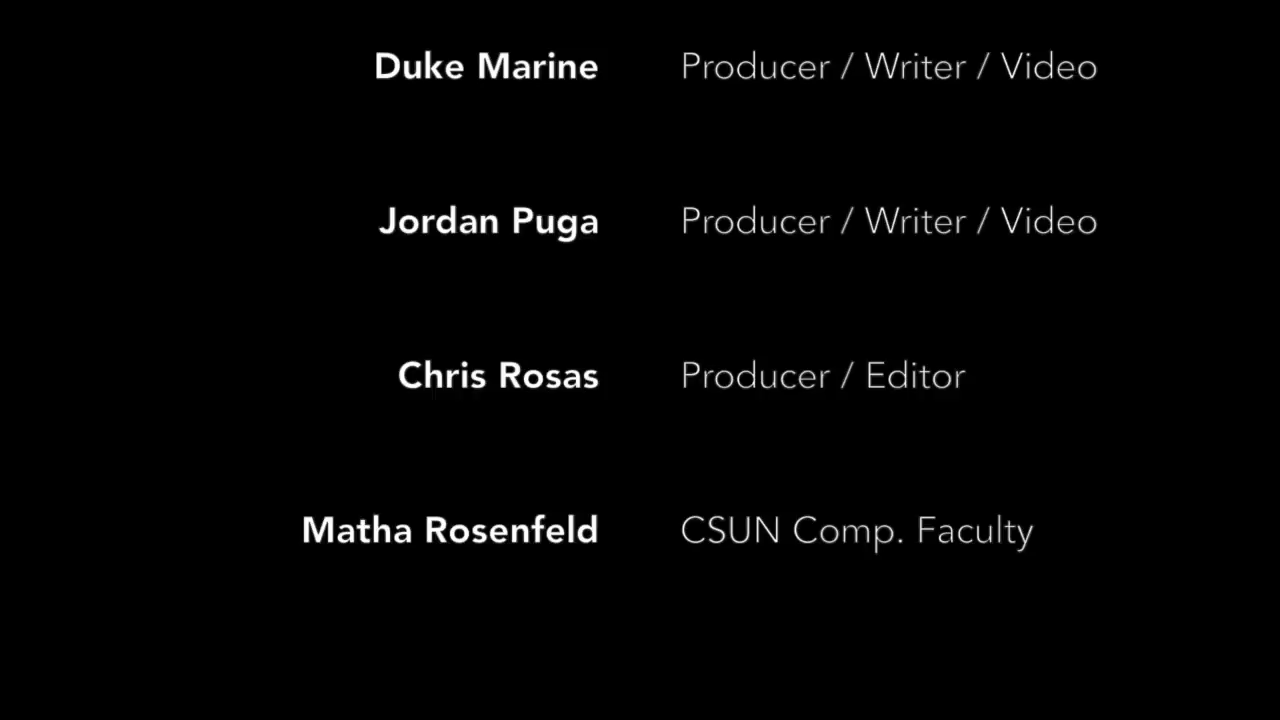 Duke Marine Producer / Writer / Video
Jordan Puga Producer / Writer / Video
Chris Rosas Producer / Editor
Matha Rosenfeld CSUN Comp. Faculty